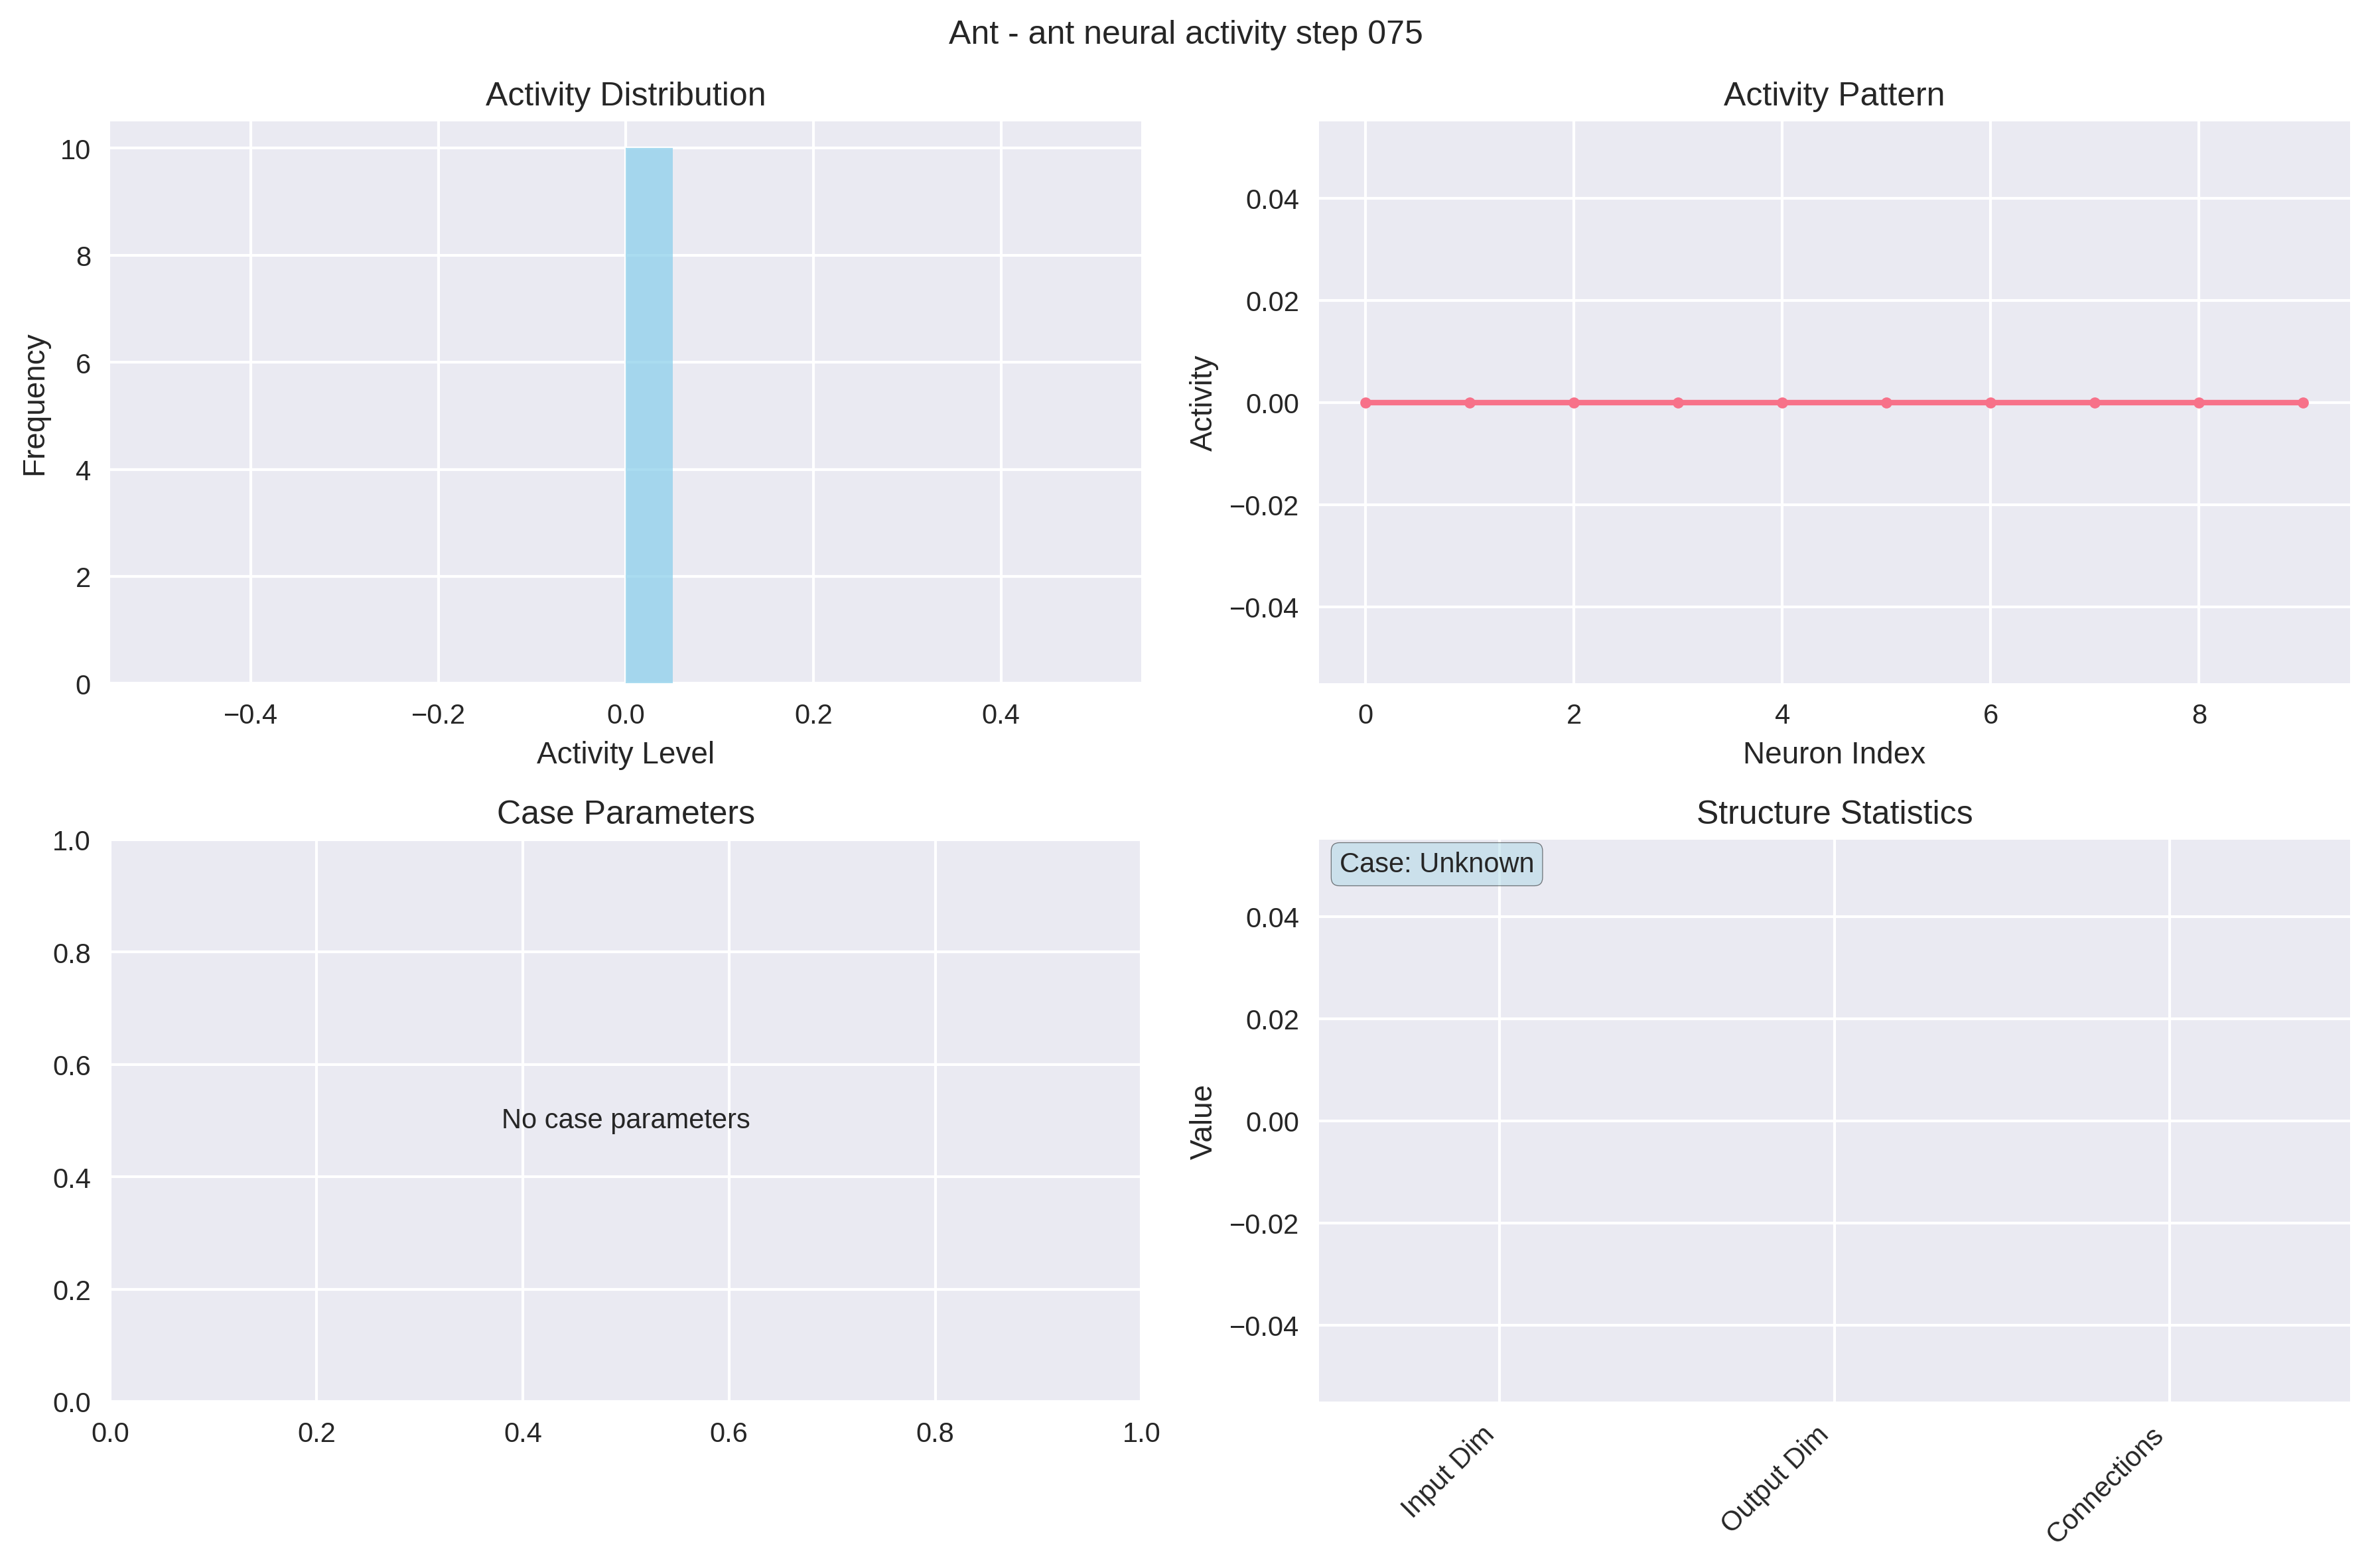 Ant - ant neural activity step 075
Activity Distribution
10
8
6
4
2
0
Frequency
−0.4
−0.2
0.0
0.2
0.4
Activity Level
Activity Pattern
0.04
0.02
0.00
−0.02
−0.04
Activity
0
2
4
6
8
Neuron Index
Case Parameters
1.0
0.8
0.6
0.4
0.2
0.0
No case parameters
0.0
0.2
0.4
0.6
0.8
1.0
Structure Statistics
Case: Unknown
0.04
0.02
0.00
−0.02
−0.04
Value
Input Dim
Output Dim
Connections